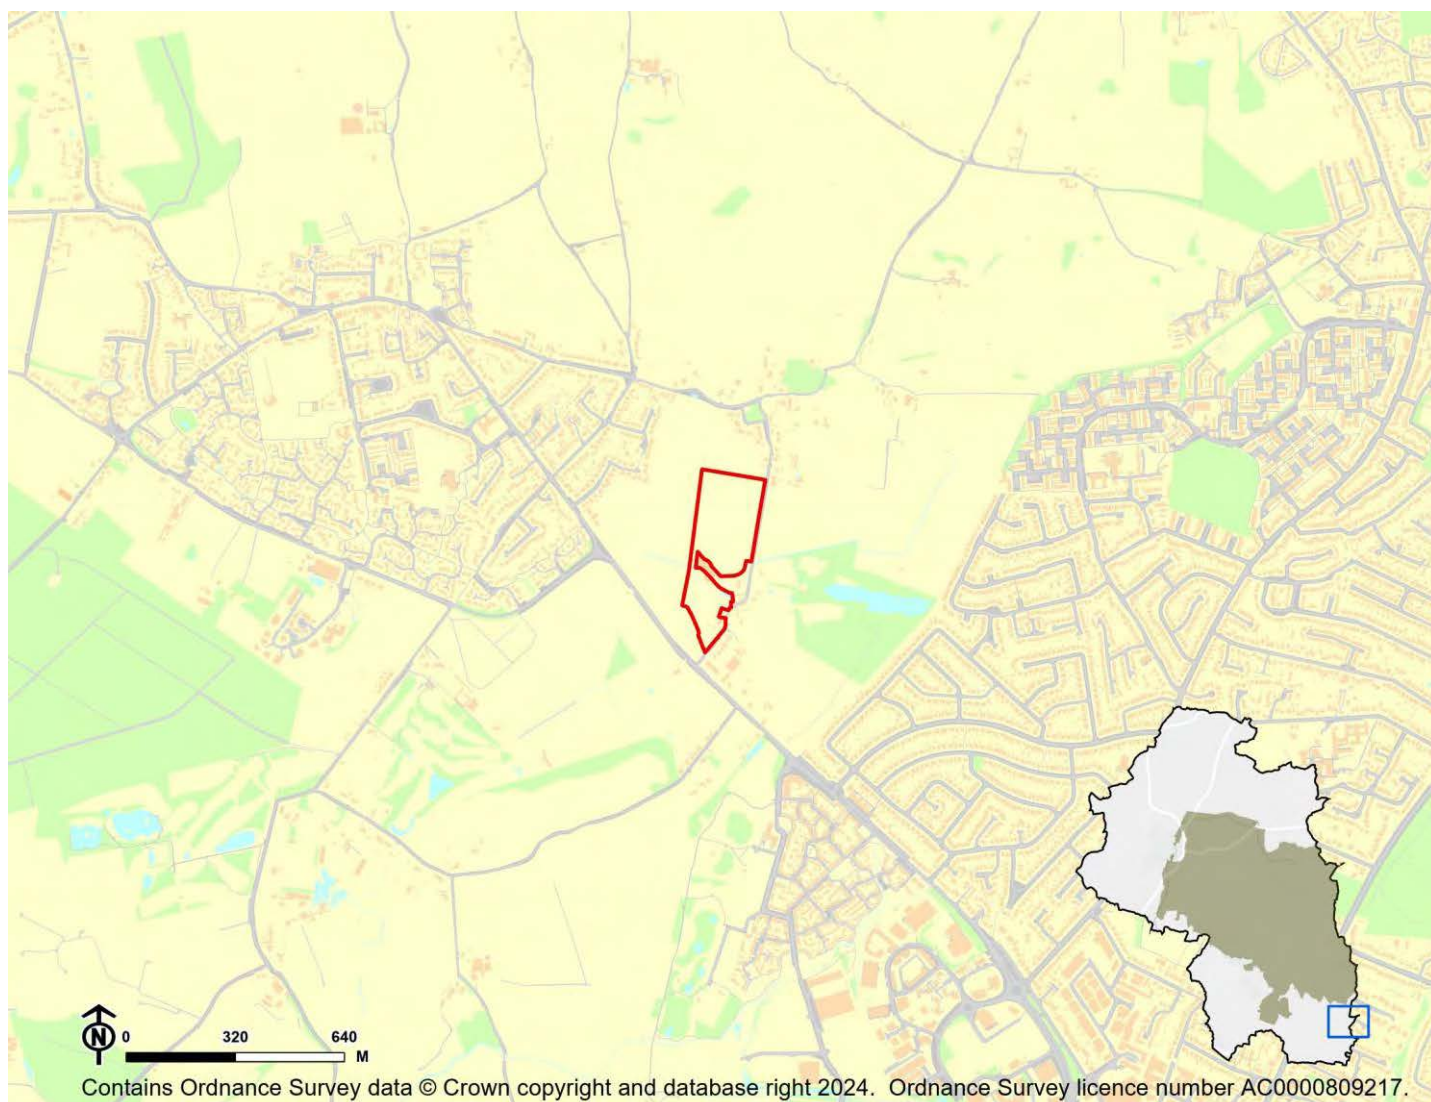 N
0 320 640
M
Contains Ordnance Survey data © Crown copyright and database right 2024. Ordnance Survey licence number AC0000809217.